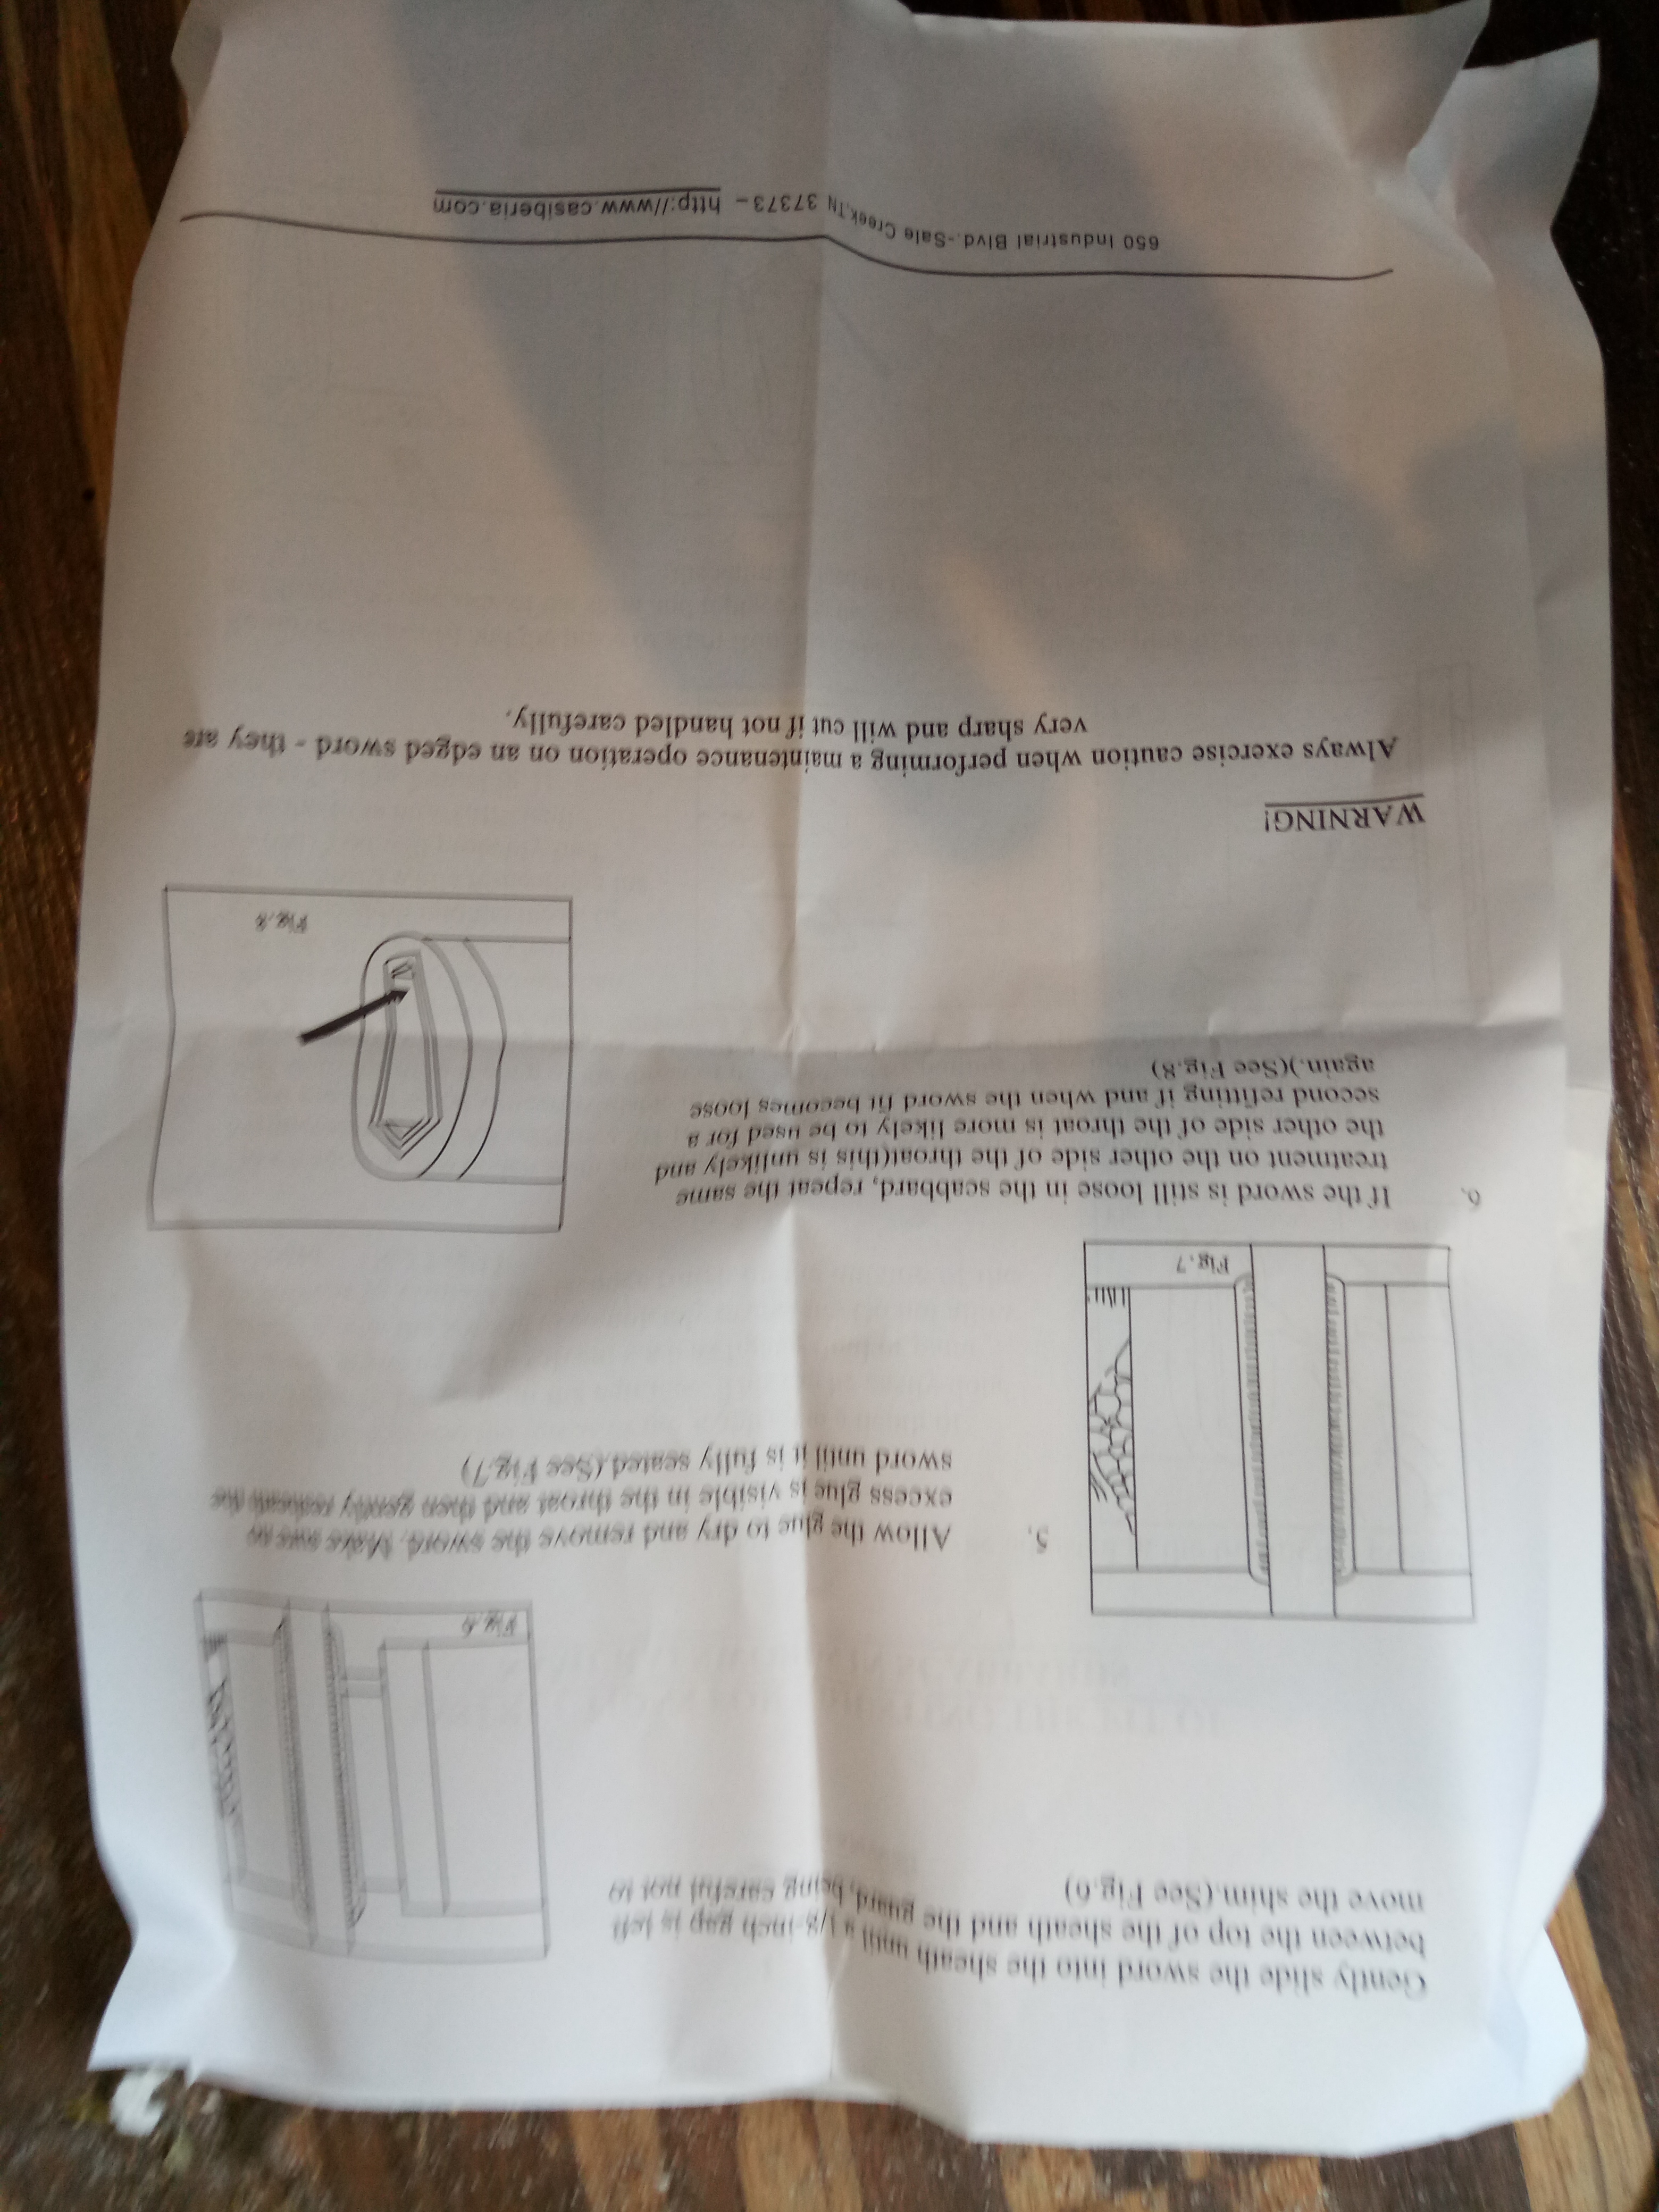 Gently slide the sword into the sheath until a 1/8-inch gap is left
between the top of the sheath and the guard, being careful not to
move the shim.(See Fig.6)
Fig.6
5. Allow the glue to dry and remove the sword. Make sure no
excess glue is visible in the throat and then gently resheath the
sword until it is fully seated.(See Fig.7)
Fig.7
6. If the sword is still loose in the scabbard, repeat the same
treatment on the other side of the throat(this is unlikely and
the other side of the throat is more likely to be used for a
second refitting if and when the sword fit becomes loose
again.)(See Fig.8)
Fig.8
WARNING!
Always exercise caution when performing a maintenance operation on an edged sword - they are
very sharp and will cut if not handled carefully.
650 Industrial Blvd.-Sale Creek,TN 37373 – http://www.casiberia.com